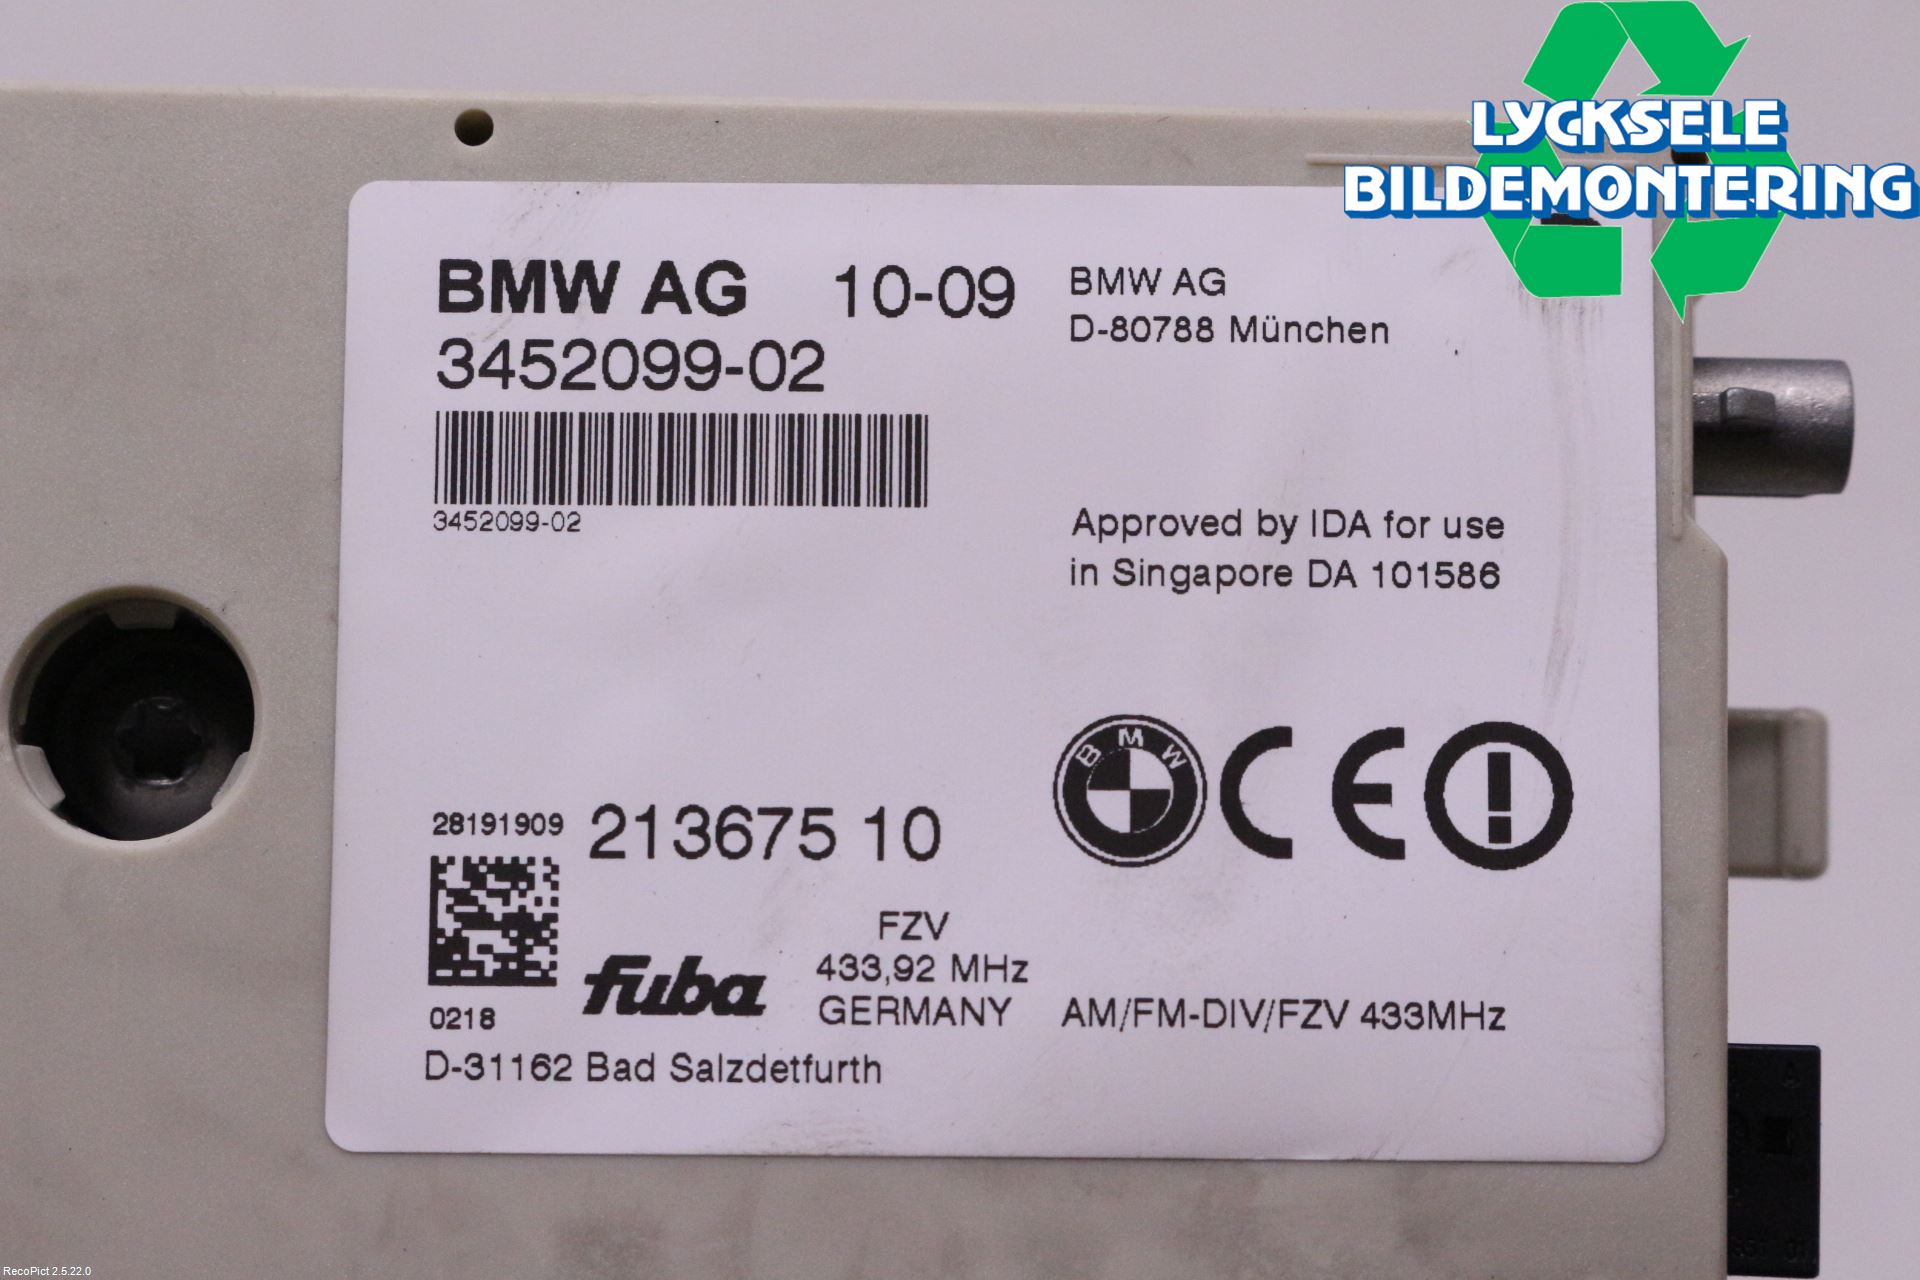 LYCKSELE
BILDEMONTERING
BMW AG 10-09
3452099-02
3452099-02
BMW AG
D-80788 München
Approved by IDA for use
in Singapore DA 101586
BMW
CE
28191909
213675 10
0218
fuba
FZV
433,92 MHz
GERMANY
AM/FM-DIV/FZV 433MHz
D-31162 Bad Salzdetfurth
RecoPict 2.5.22.0